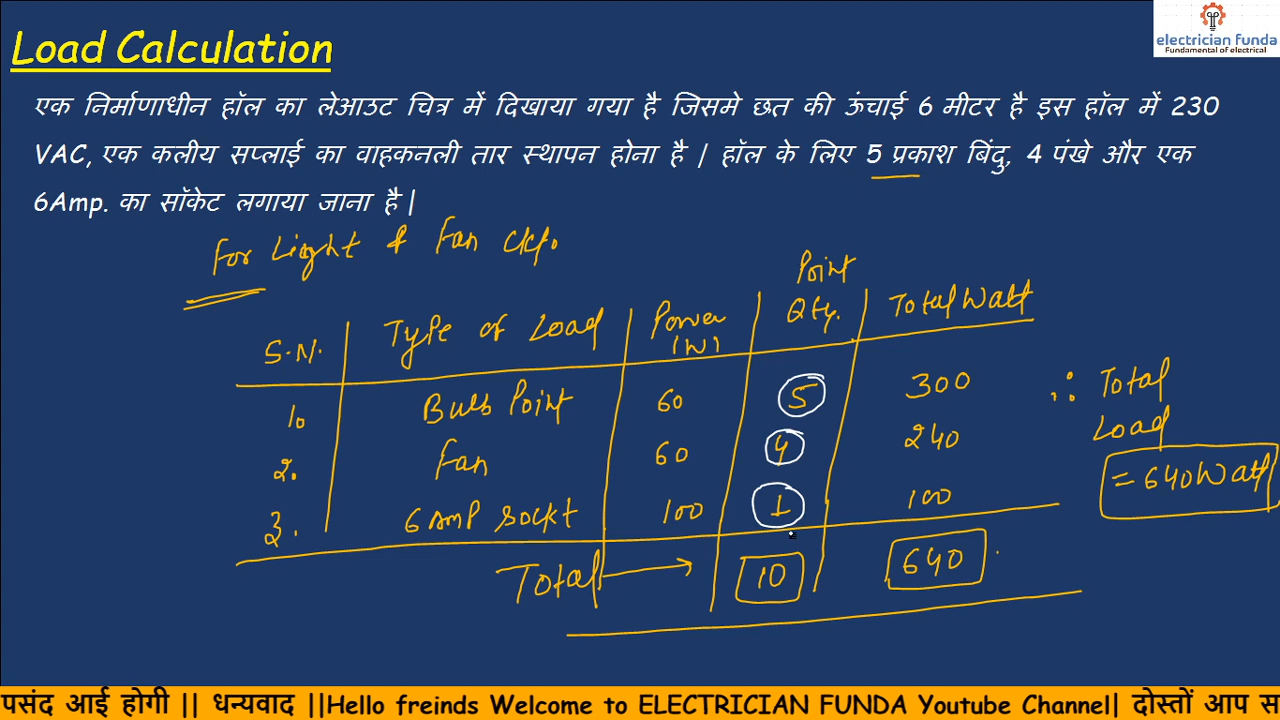 Load Calculation
electrician funda
Fundamental of electrical
एक निर्माणाधीन हॉल का लेआउट चित्र में दिखाया गया है जिसमे छत की ऊंचाई 6 मीटर है इस हॉल में 230
VAC, एक कलीय सप्लाई का वाहकनली तार स्थापन होना है | हॉल के लिए 5 प्रकाश बिंदु, 4 पंखे और एक
6Amp. का सॉकेट लगाया जाना है |
For Light & Fan Ckt.
S.N. Type of Load Power (W) Point Qty. Total Watt
1. Bulb Point 60 5 300
2. Fan 60 4 240
3. 6 Amp Sockt 100 1 100
Total → 10 640
∴ Total
Load
= 640 Watt
पसंद आई होगी || धन्यवाद ||Hello freinds Welcome to ELECTRICIAN FUNDA Youtube Channel| दोस्तों आप स